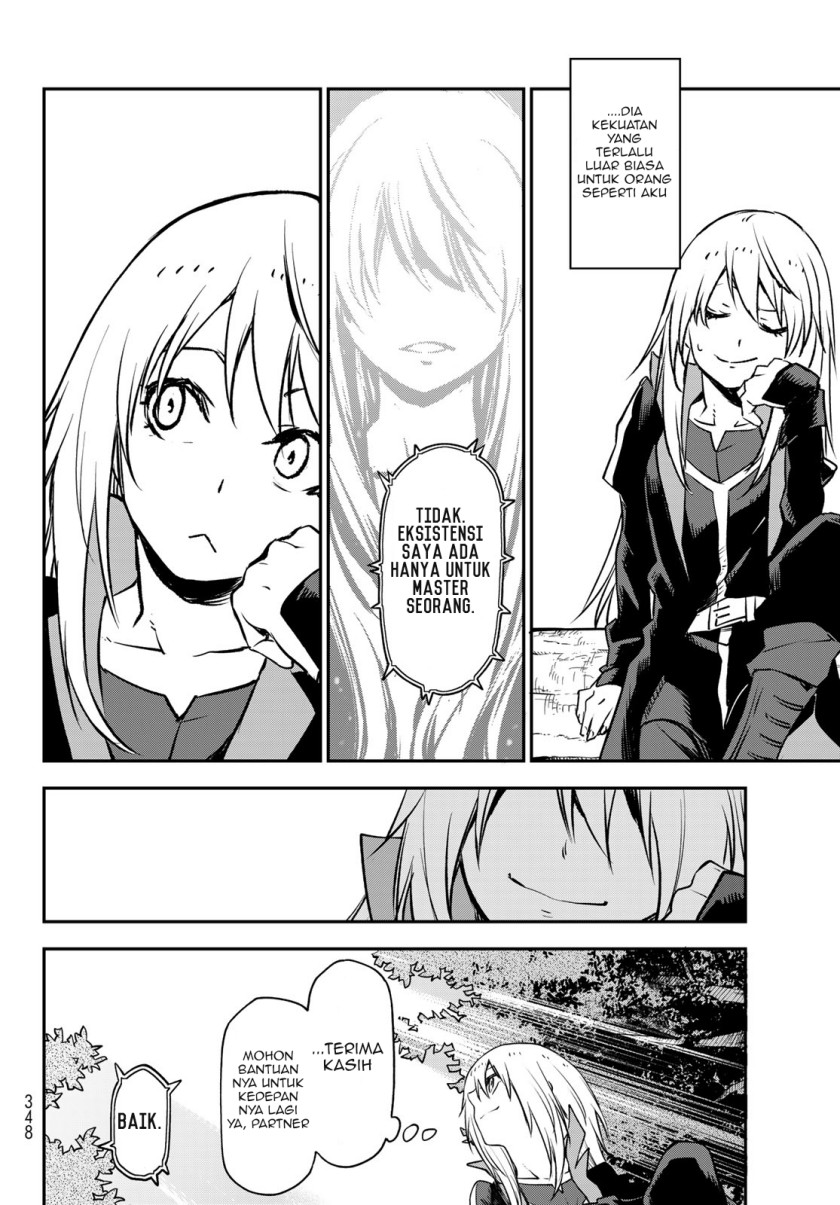 ....DIA
KEKUATAN
YANG
TERLALU
LUAR BIASA
UNTUK ORANG
SEPERTI AKU
TIDAK.
EKSISTENSI
SAYA ADA
HANYA UNTUK
MASTER
SEORANG.
...TERIMA
KASIH
MOHON
BANTUAN
NYA UNTUK
KEDEPAN
NYA LAGI
YA, PARTNER
BAIK.
348